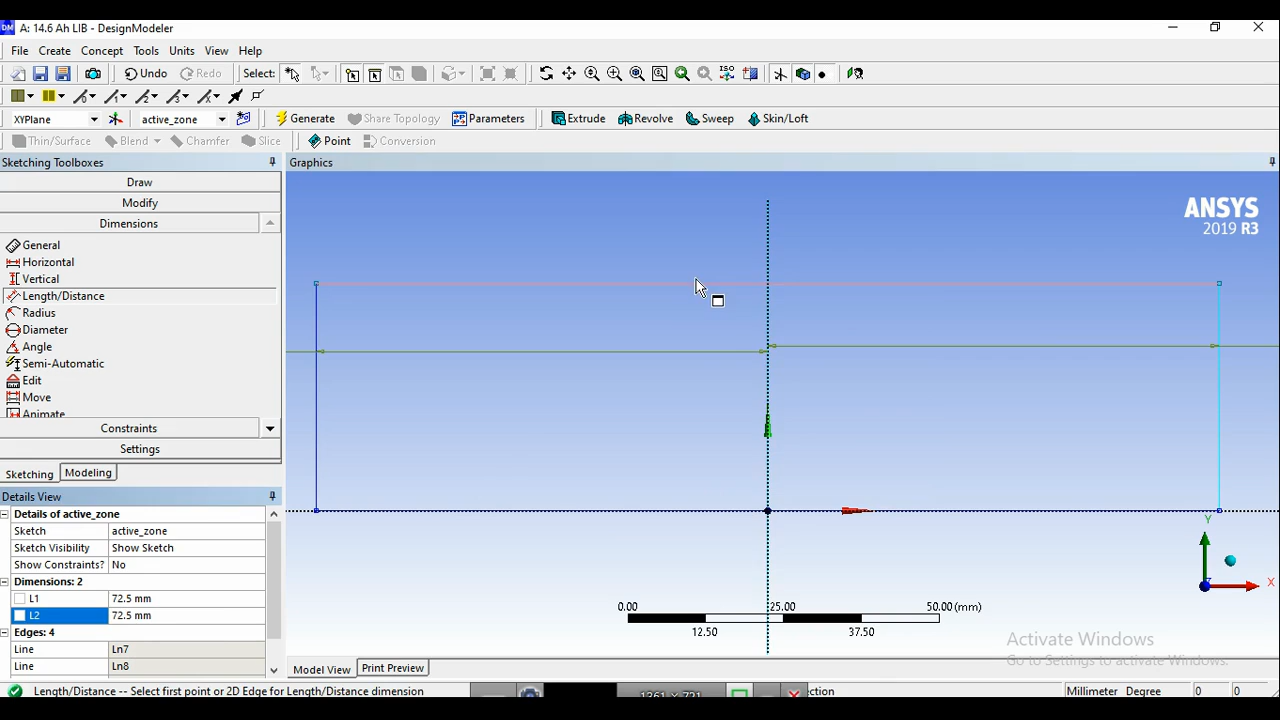 A: 14.6 Ah LIB - DesignModeler
File Create Concept Tools Units View Help
Undo Redo Select:
XYPlane active_zone Generate Share Topology Parameters Extrude Revolve Sweep Skin/Loft
Thin/Surface Blend Chamfer Slice Point Conversion
Sketching Toolboxes
Graphics
Draw
Modify
Dimensions
General
Horizontal
Vertical
Length/Distance
Radius
Diameter
Angle
Semi-Automatic
Edit
Move
Animate
Constraints
Settings
Sketching Modeling
Details View
Details of active_zone
Sketch active_zone
Sketch Visibility Show Sketch
Show Constraints? No
Dimensions: 2
L1 72.5 mm
L2 72.5 mm
Edges: 4
Line Ln7
Line Ln8
ANSYS
2019 R3
Y
X
0.00 25.00 50.00 (mm)
12.50 37.50
Activate Windows
Go to Settings to activate Windows.
Model View Print Preview
Length/Distance -- Select first point or 2D Edge for Length/Distance dimension
Millimeter Degree 0 0